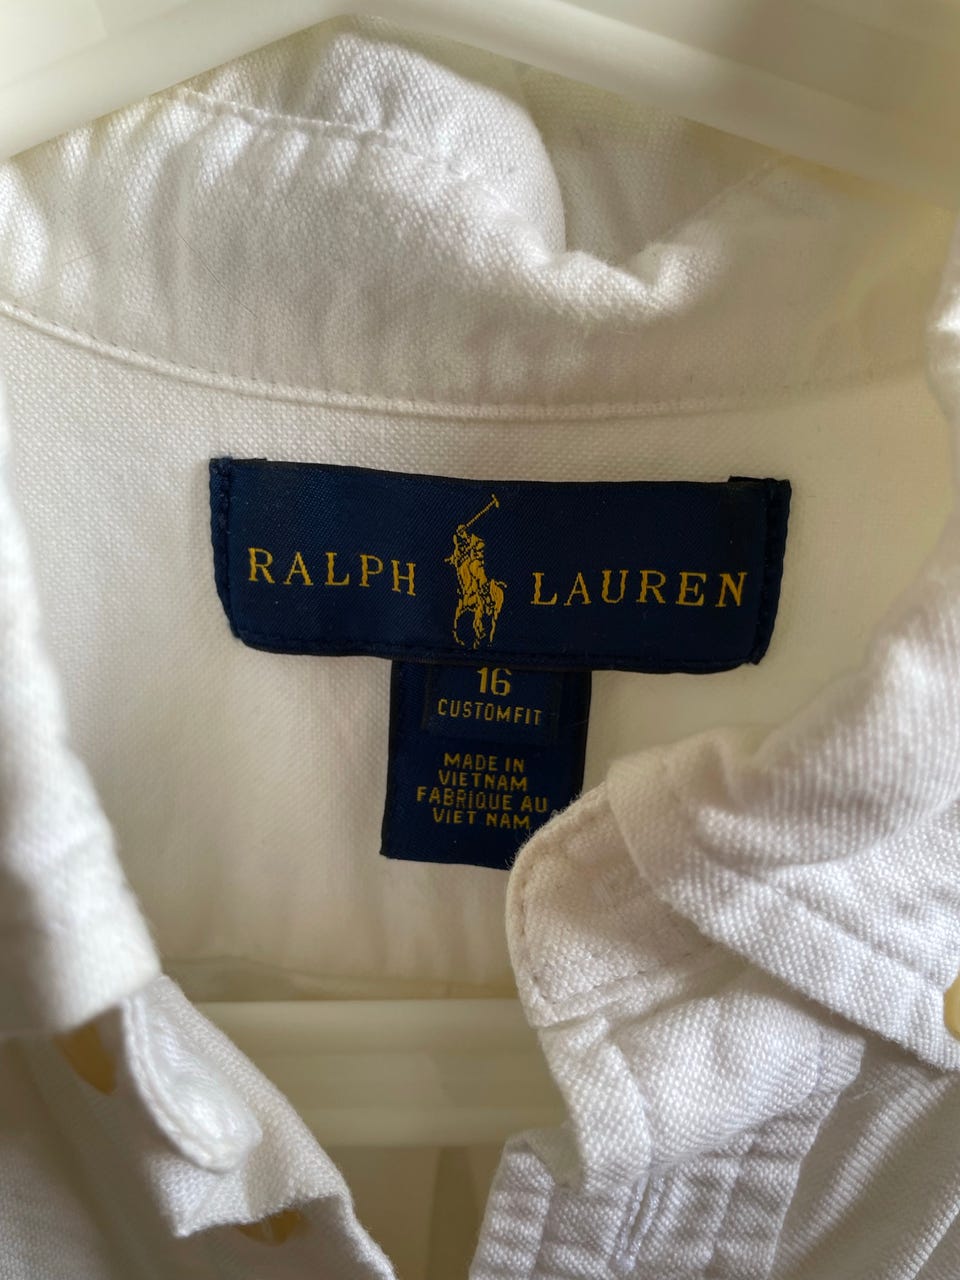 RALPH LAUREN
16
CUSTOM FIT
MADE IN
VIETNAM
FABRIQUE AU
VIET NAM